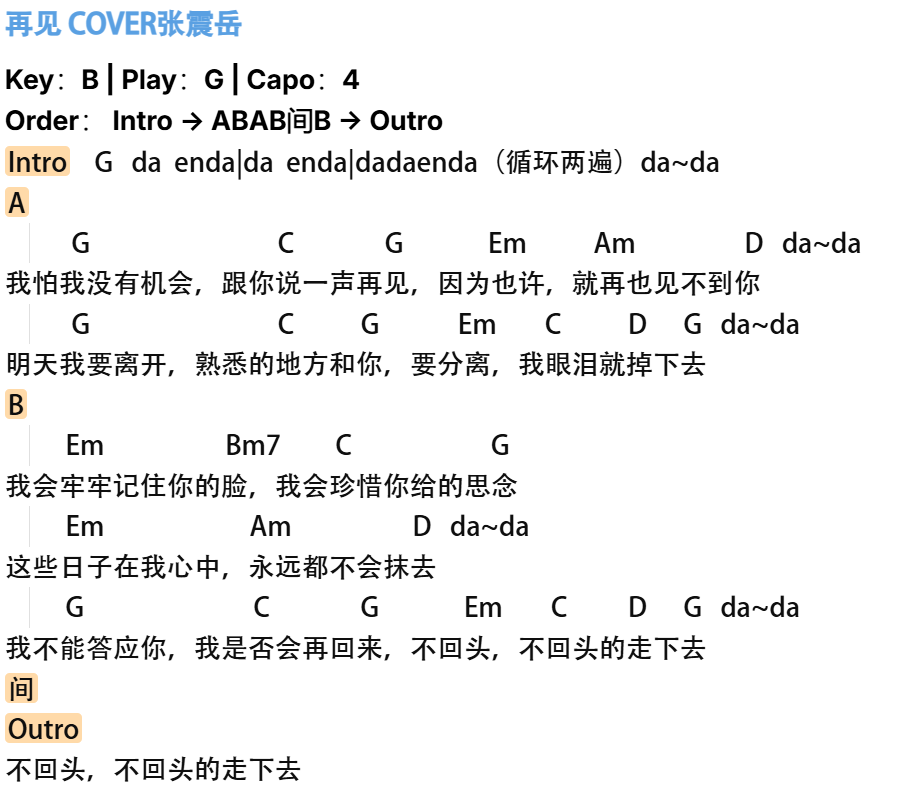 再见 COVER张震岳
Key：B | Play：G | Capo：4
Order： Intro → ABAB间B → Outro
Intro G da enda|da enda|dadaenda（循环两遍）da~da
A
G C G Em Am D da~da
我怕我没有机会，跟你说一声再见，因为也许，就再也见不到你
G C G Em C D G da~da
明天我要离开，熟悉的地方和你，要分离，我眼泪就掉下去
B
Em Bm7 C G
我会牢牢记住你的脸，我会珍惜你给的思念
Em Am D da~da
这些日子在我心中，永远都不会抹去
G C G Em C D G da~da
我不能答应你，我是否会再回来，不回头，不回头的走下去
间
Outro
不回头，不回头的走下去